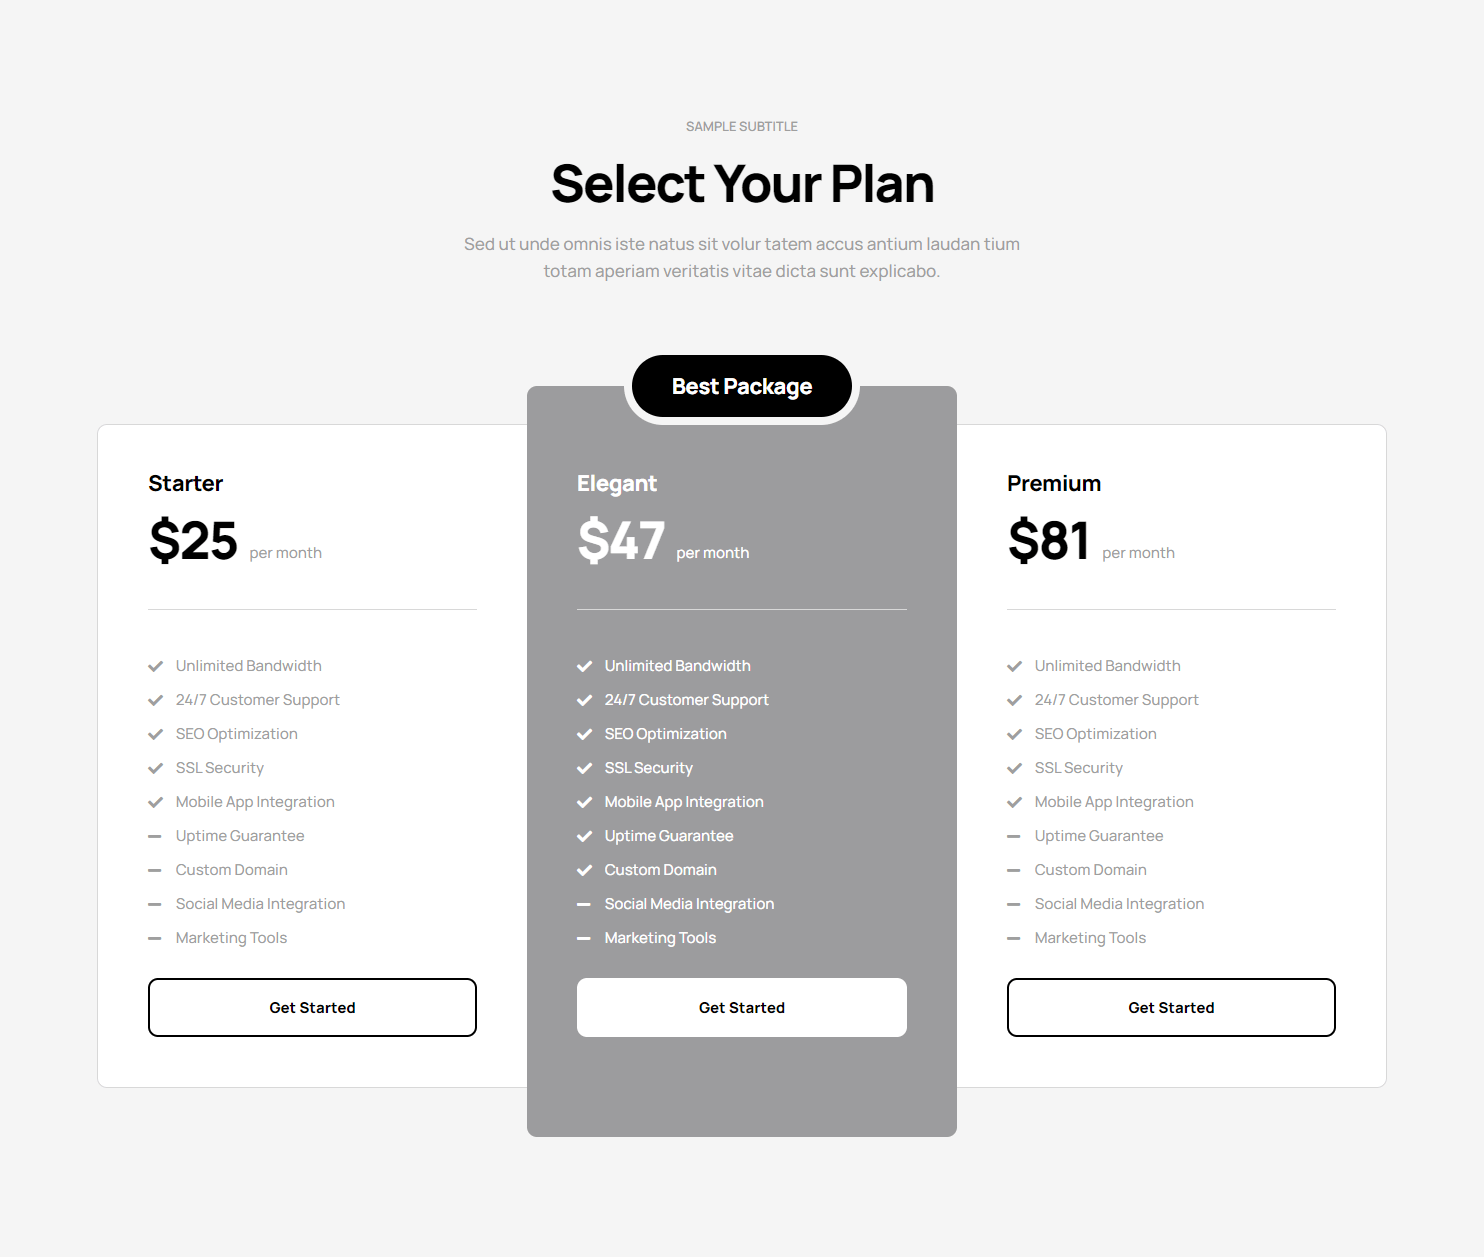 SAMPLE SUBTITLE
Select Your Plan
Sed ut unde omnis iste natus sit volur tatem accus antium laudan tium
totam aperiam veritatis vitae dicta sunt explicabo.
Starter
$25 per month
Unlimited Bandwidth
24/7 Customer Support
SEO Optimization
SSL Security
Mobile App Integration
Uptime Guarantee
Custom Domain
Social Media Integration
Marketing Tools
Get Started
Best Package
Elegant
$47 per month
Unlimited Bandwidth
24/7 Customer Support
SEO Optimization
SSL Security
Mobile App Integration
Uptime Guarantee
Custom Domain
Social Media Integration
Marketing Tools
Get Started
Premium
$81 per month
Unlimited Bandwidth
24/7 Customer Support
SEO Optimization
SSL Security
Mobile App Integration
Uptime Guarantee
Custom Domain
Social Media Integration
Marketing Tools
Get Started